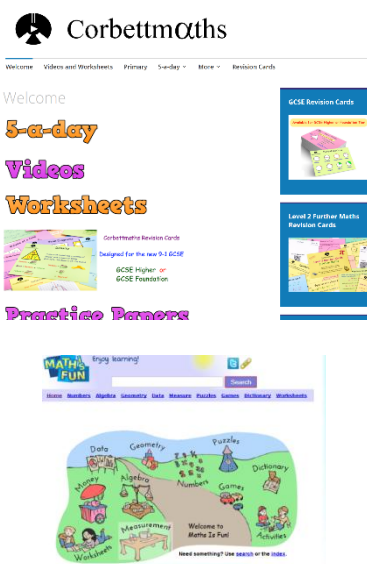 Corbettmαths
Welcome Videos and Worksheets Primary 5-a-day More Revision Cards
Welcome
5-a-day
Videos
Worksheets
Corbettmaths Revision Cards
Designed for the new 9-1 GCSE
GCSE Higher or
GCSE Foundation
Practice Papers
GCSE Revision Cards
Level 2 Further Maths
Revision Cards
MATHS
FUN
Enjoy learning!
Search
Home Numbers Algebra Geometry Data Measure Puzzles Games Dictionary Worksheets
Data
Geometry
Puzzles
Money
Algebra
Numbers
Dictionary
Games
Measurement
Welcome to
Maths Is Fun!
Worksheets
Activities
Need something? Use search or the index.